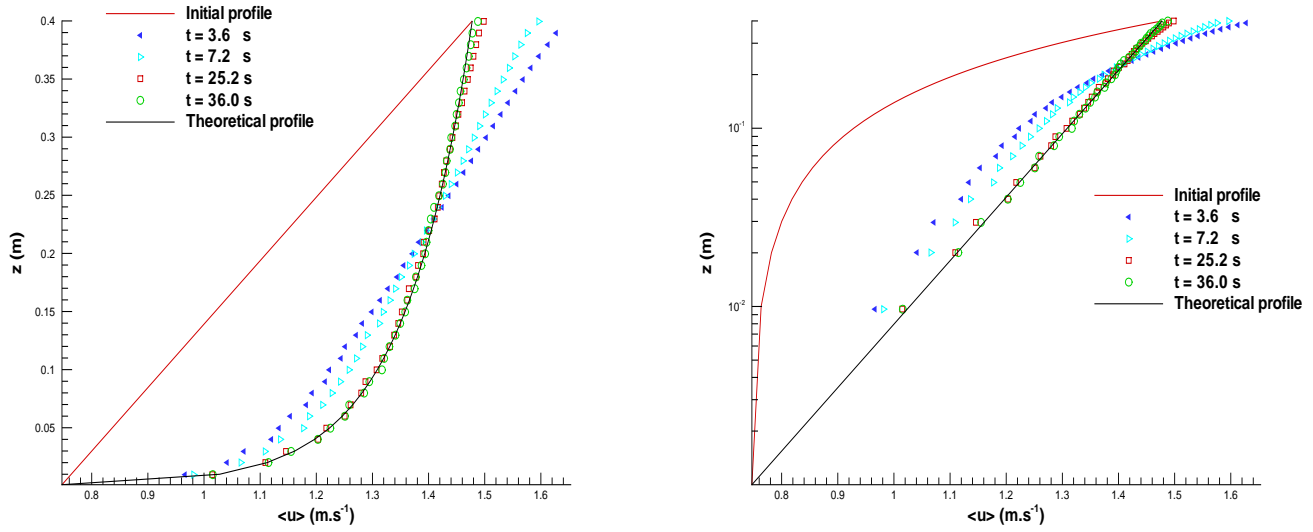 Initial profile
t = 3.6 s
t = 7.2 s
t = 25.2 s
t = 36.0 s
Theoretical profile
0.4
0.35
0.3
0.25
0.2
0.15
0.1
0.05
z (m)
0.8 0.9 1 1.1 1.2 1.3 1.4 1.5 1.6
<u> (m.s⁻¹)
10⁻¹
10⁻²
z (m)
Initial profile
t = 3.6 s
t = 7.2 s
t = 25.2 s
t = 36.0 s
Theoretical profile
0.8 0.9 1 1.1 1.2 1.3 1.4 1.5 1.6
<u> (m.s⁻¹)